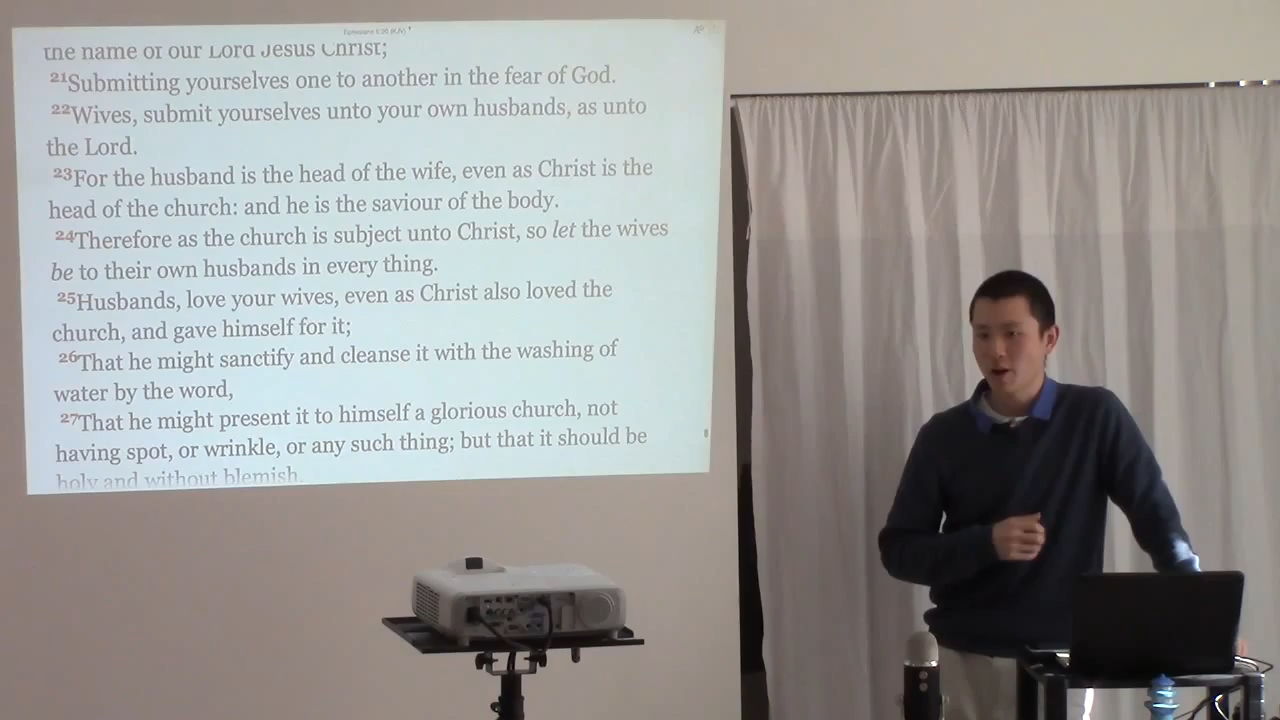 the name of our Lord Jesus Christ;
21Submitting yourselves one to another in the fear of God.
22Wives, submit yourselves unto your own husbands, as unto
the Lord.
23For the husband is the head of the wife, even as Christ is the
head of the church: and he is the saviour of the body.
24Therefore as the church is subject unto Christ, so let the wives
be to their own husbands in every thing.
25Husbands, love your wives, even as Christ also loved the
church, and gave himself for it;
26That he might sanctify and cleanse it with the washing of
water by the word,
27That he might present it to himself a glorious church, not
having spot, or wrinkle, or any such thing; but that it should be
holy and without blemish.